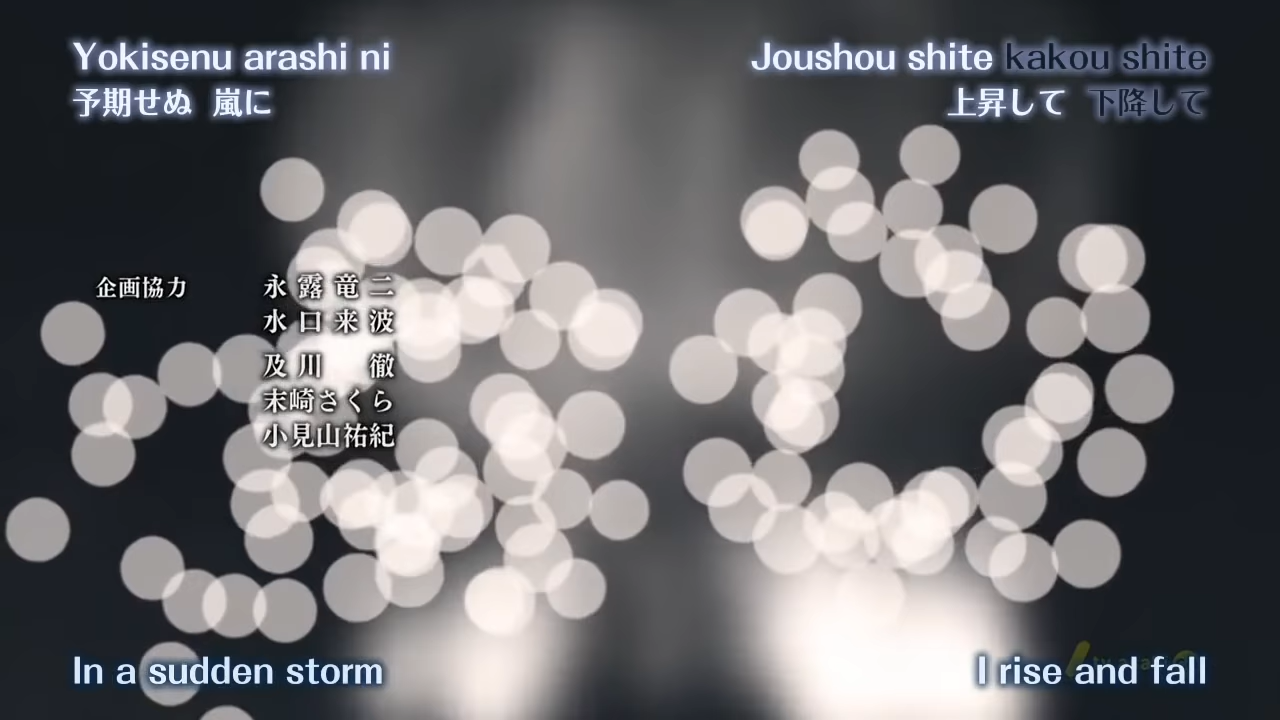 Yokisenu arashi ni
予期せぬ 嵐に
Joushou shite kakou shite
上昇して 下降して
企画協力 永露竜二
水口来波
及川 徹
末崎さくら
小見山祐紀
In a sudden storm
I rise and fall